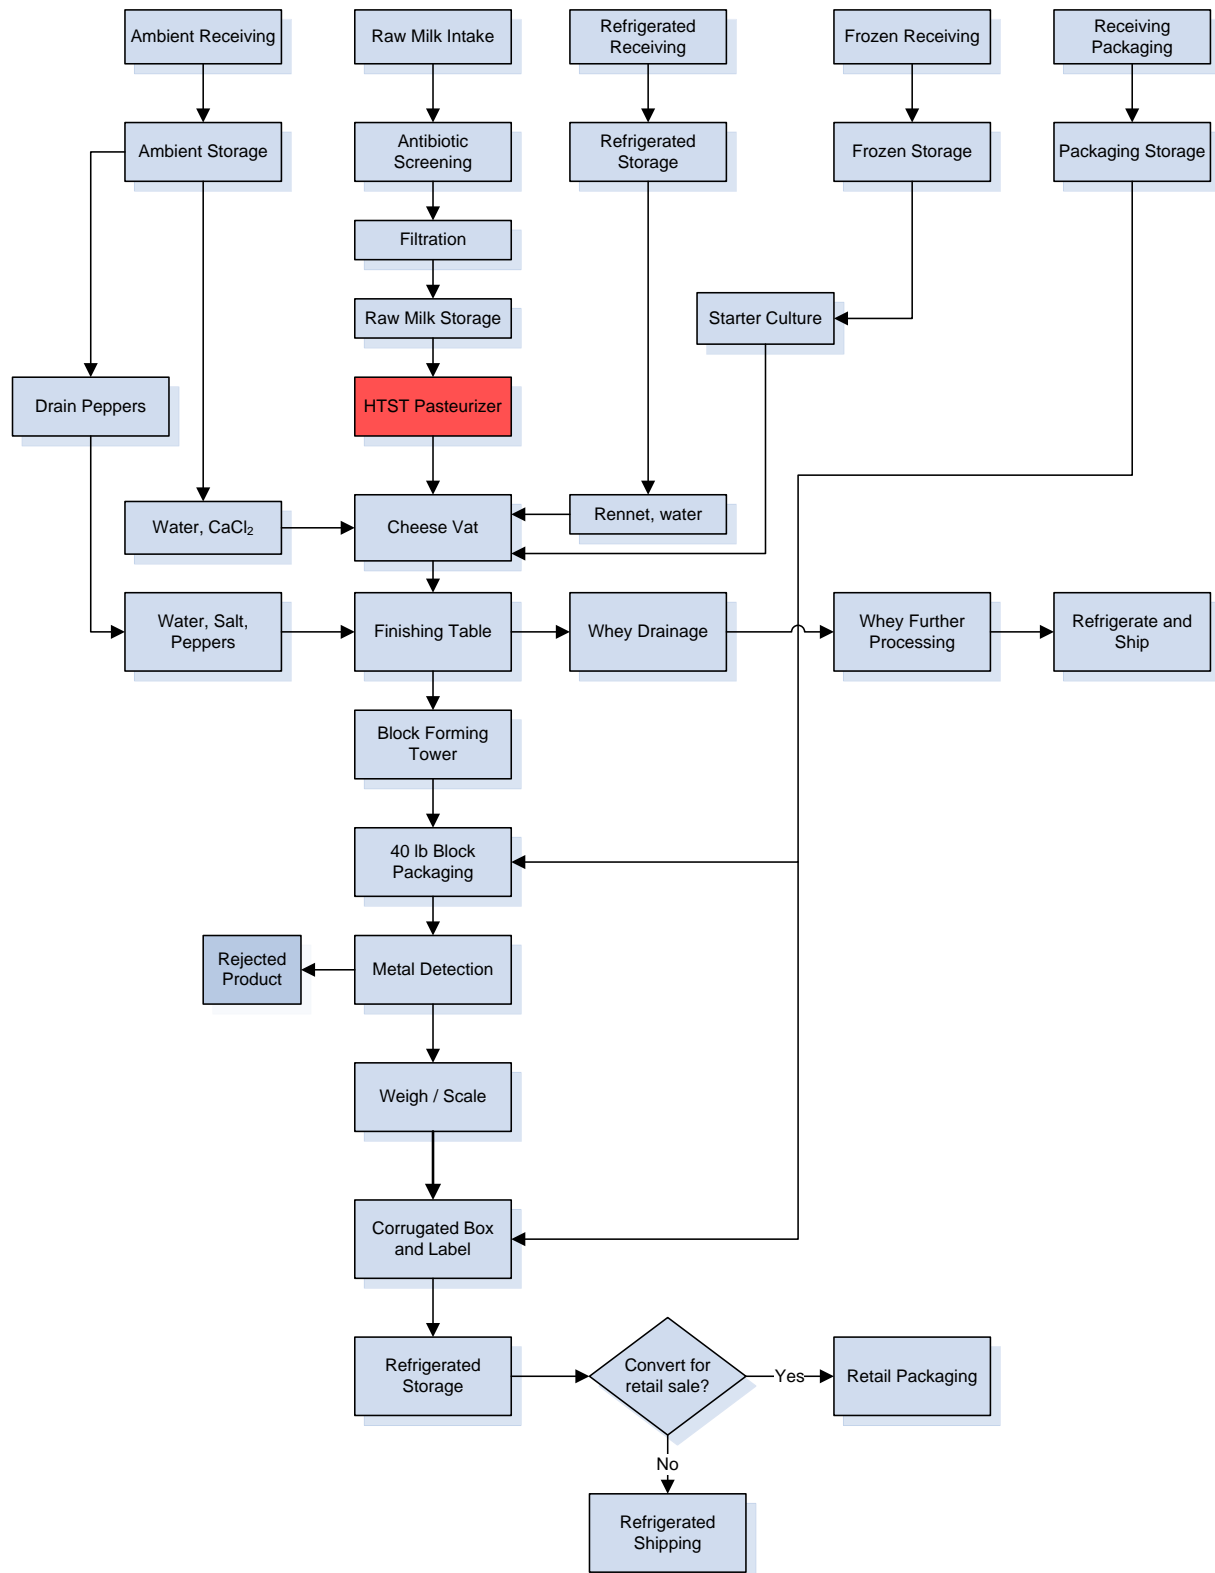 Ambient Receiving
Raw Milk Intake
Refrigerated
Receiving
Frozen Receiving
Receiving
Packaging
Ambient Storage
Antibiotic
Screening
Refrigerated
Storage
Frozen Storage
Packaging Storage
Filtration
Raw Milk Storage
Starter Culture
Drain Peppers
HTST Pasteurizer
Water, CaCl₂
Cheese Vat
Rennet, water
Water, Salt,
Peppers
Finishing Table
Whey Drainage
Whey Further
Processing
Refrigerate and
Ship
Block Forming
Tower
40 lb Block
Packaging
Rejected
Product
Metal Detection
Weigh / Scale
Corrugated Box
and Label
Refrigerated
Storage
Convert for
retail sale?
Yes
Retail Packaging
No
Refrigerated
Shipping